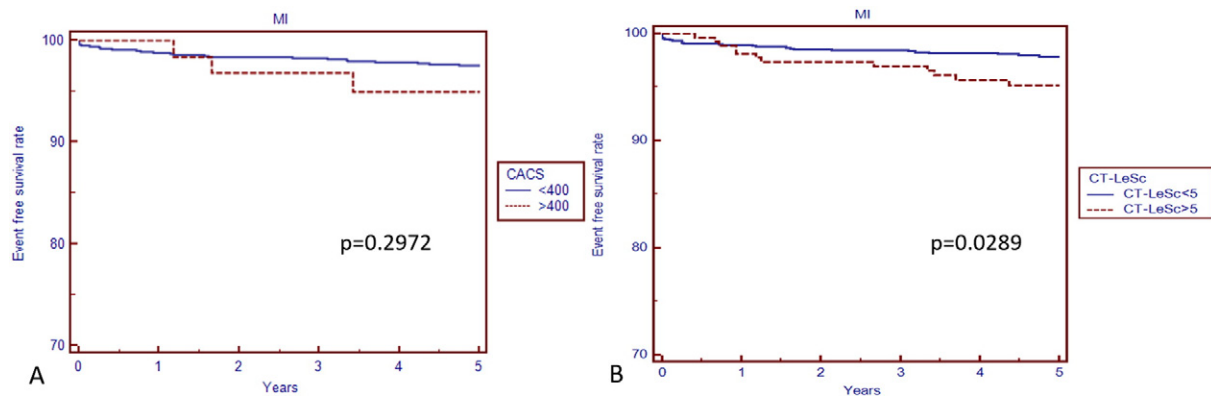 MI
100
90
80
70
Event free survival rate
0 1 2 3 4 5
Years
CACS
<400
>400
p=0.2972
A
MI
100
90
80
70
Event free survival rate
0 1 2 3 4 5
Years
CT-LeSc
CT-LeSc<5
CT-LeSc>5
p=0.0289
B